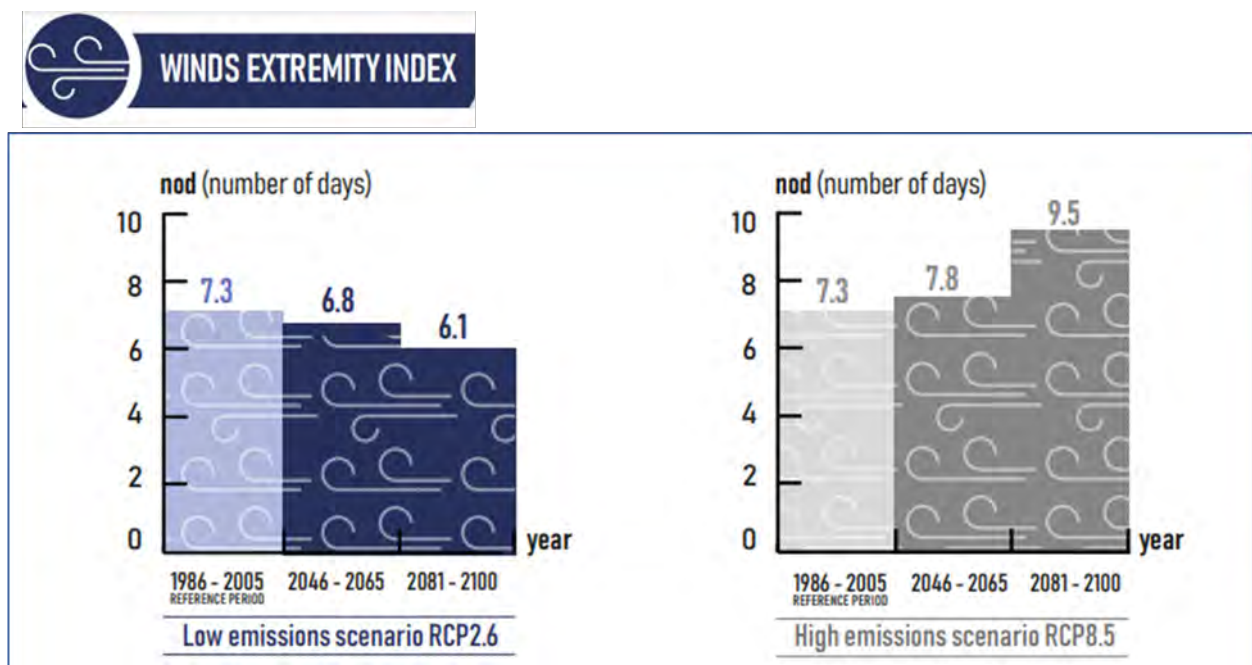 WINDS EXTREMITY INDEX
nod (number of days)
10
8
6
4
2
0
7.3
6.8
6.1
year
1986 - 2005
REFERENCE PERIOD
2046 - 2065
2081 - 2100
Low emissions scenario RCP2.6
nod (number of days)
10
8
6
4
2
0
7.3
7.8
9.5
year
1986 - 2005
REFERENCE PERIOD
2046 - 2065
2081 - 2100
High emissions scenario RCP8.5